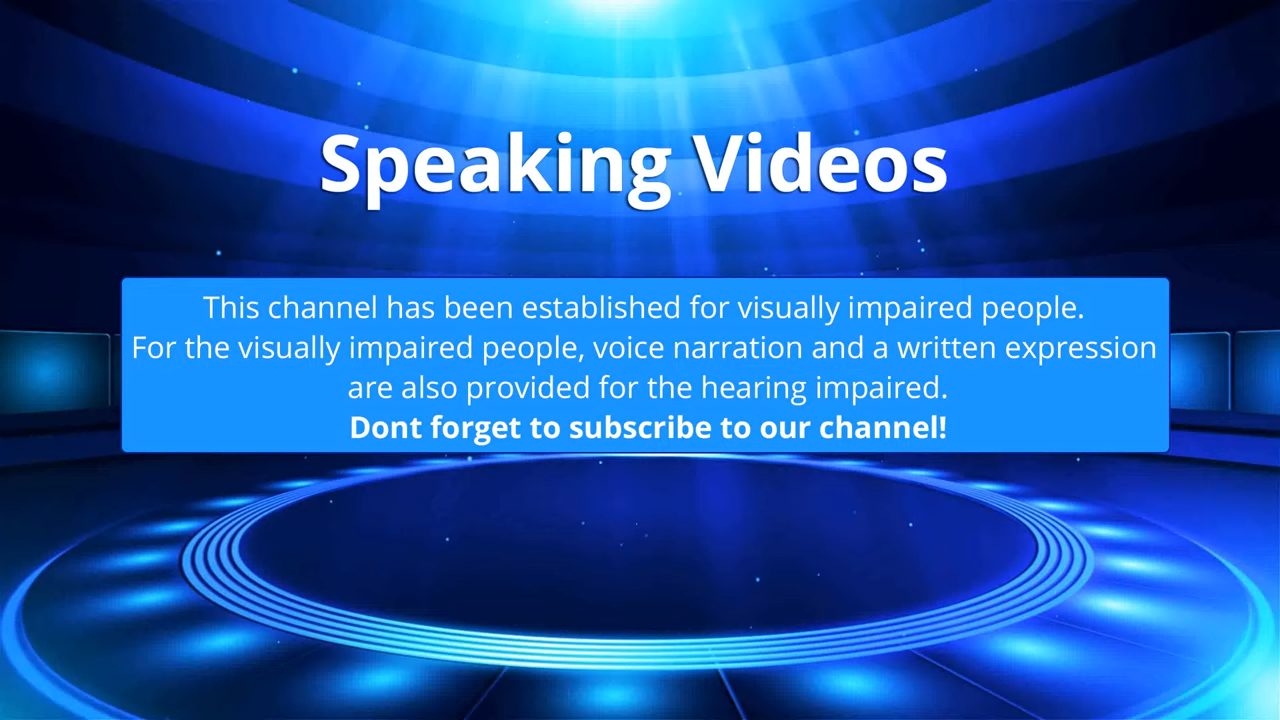 Speaking Videos
This channel has been established for visually impaired people.
For the visually impaired people, voice narration and a written expression
are also provided for the hearing impaired.
Dont forget to subscribe to our channel!